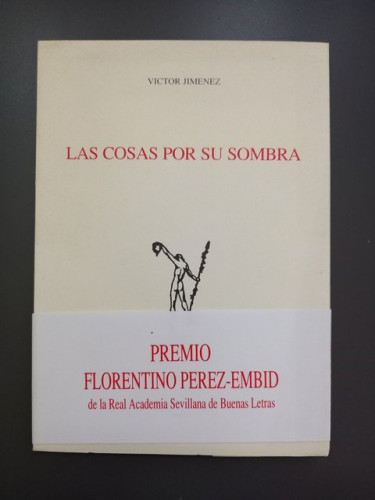 VICTOR JIMENEZ
LAS COSAS POR SU SOMBRA
PREMIO
FLORENTINO PEREZ-EMBID
de la Real Academia Sevillana de Buenas Letras